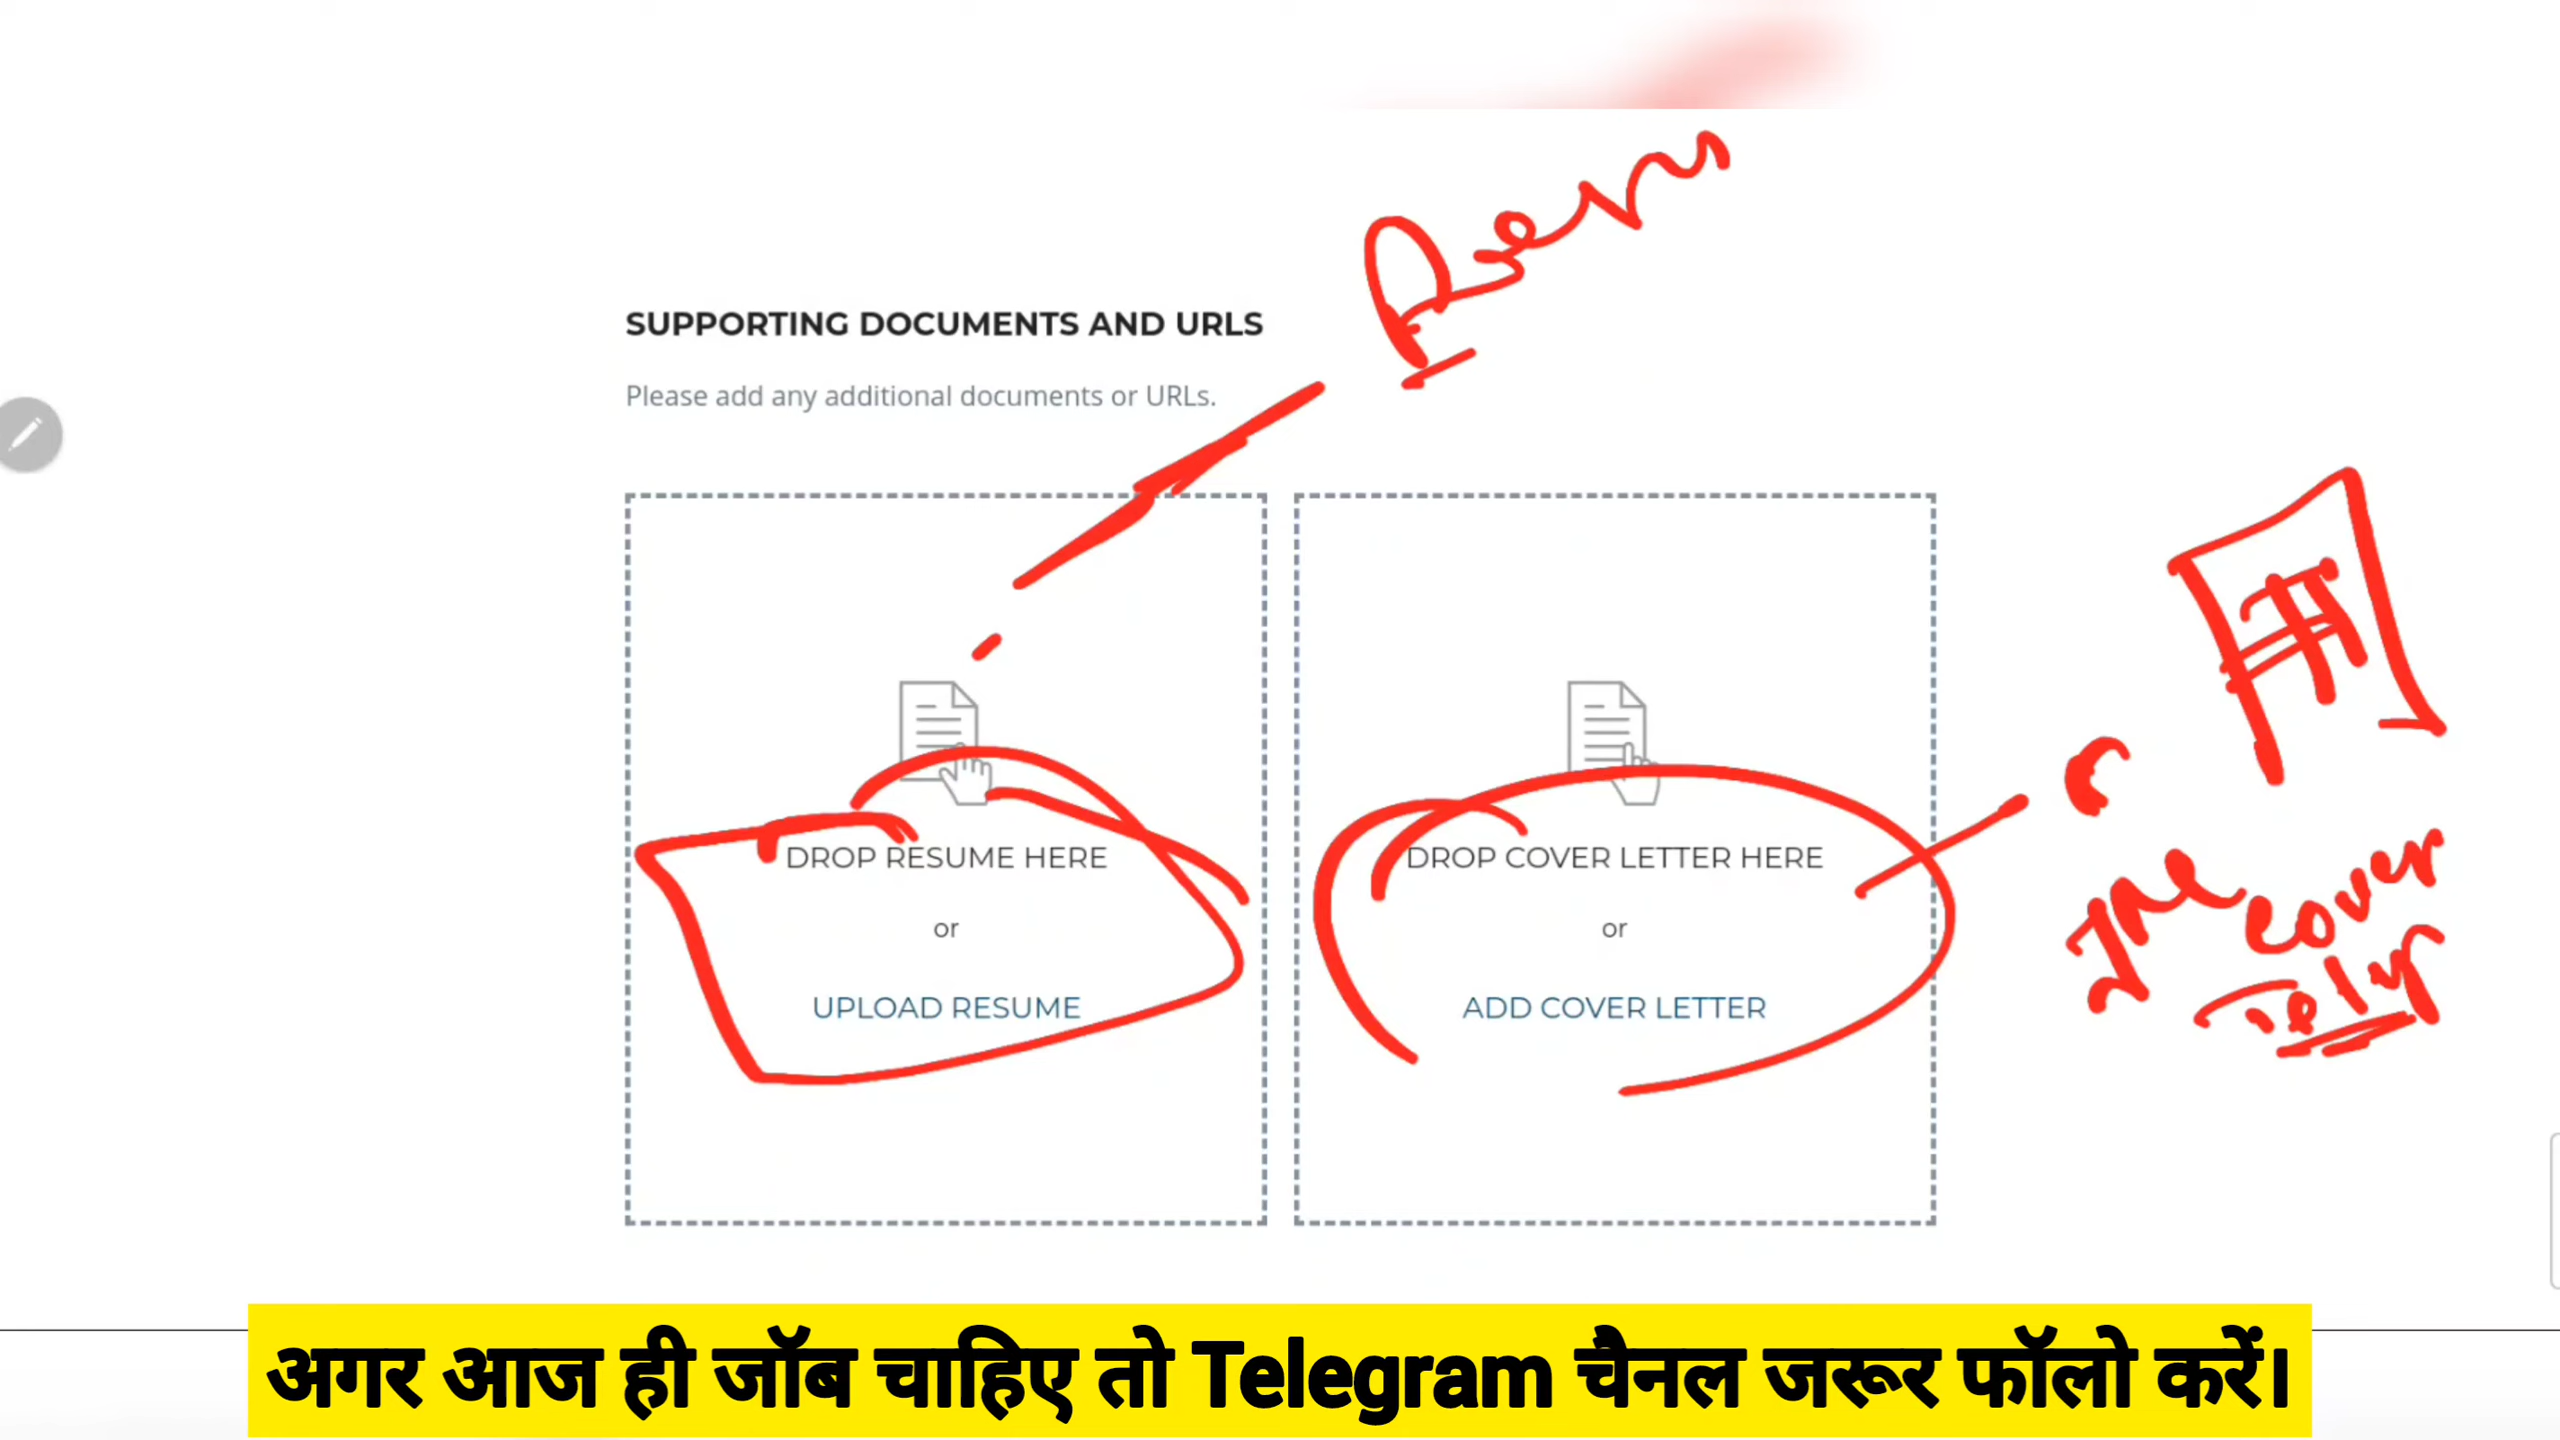 SUPPORTING DOCUMENTS AND URLS
Please add any additional documents or URLs.
DROP RESUME HERE
or
UPLOAD RESUME
DROP COVER LETTER HERE
or
ADD COVER LETTER
cover
अगर आज ही जॉब चाहिए तो Telegram चैनल जरूर फॉलो करें।